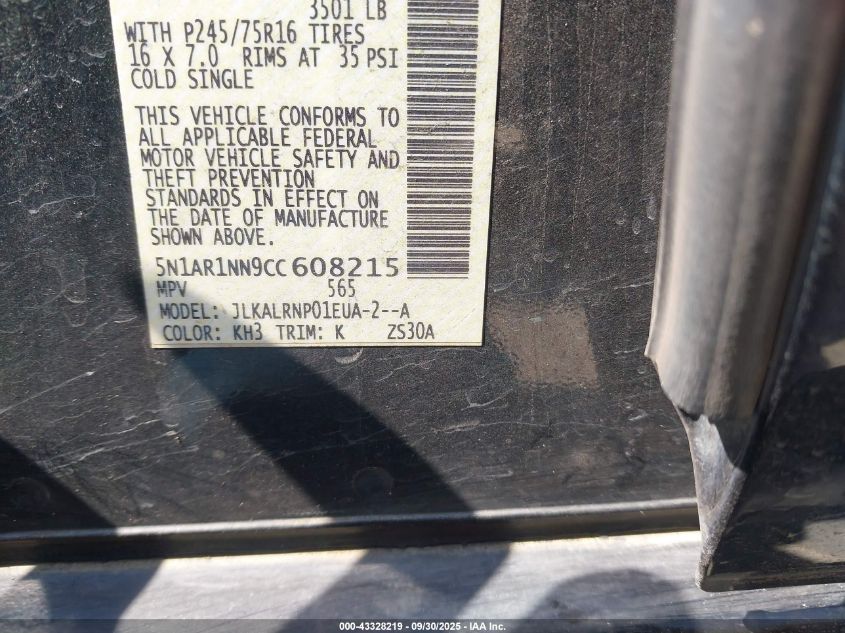 3501 LB
WITH P245/75R16 TIRES
16 X 7.0 RIMS AT 35 PSI
COLD SINGLE
THIS VEHICLE CONFORMS TO
ALL APPLICABLE FEDERAL
MOTOR VEHICLE SAFETY AND
THEFT PREVENTION
STANDARDS IN EFFECT ON
THE DATE OF MANUFACTURE
SHOWN ABOVE.
5N1AR1NN9CC608215
MPV 565
MODEL: JLKALRNP01EUA-2--A
COLOR: KH3 TRIM: K ZS30A
000-43328219 - 09/30/2025 - IAA Inc.